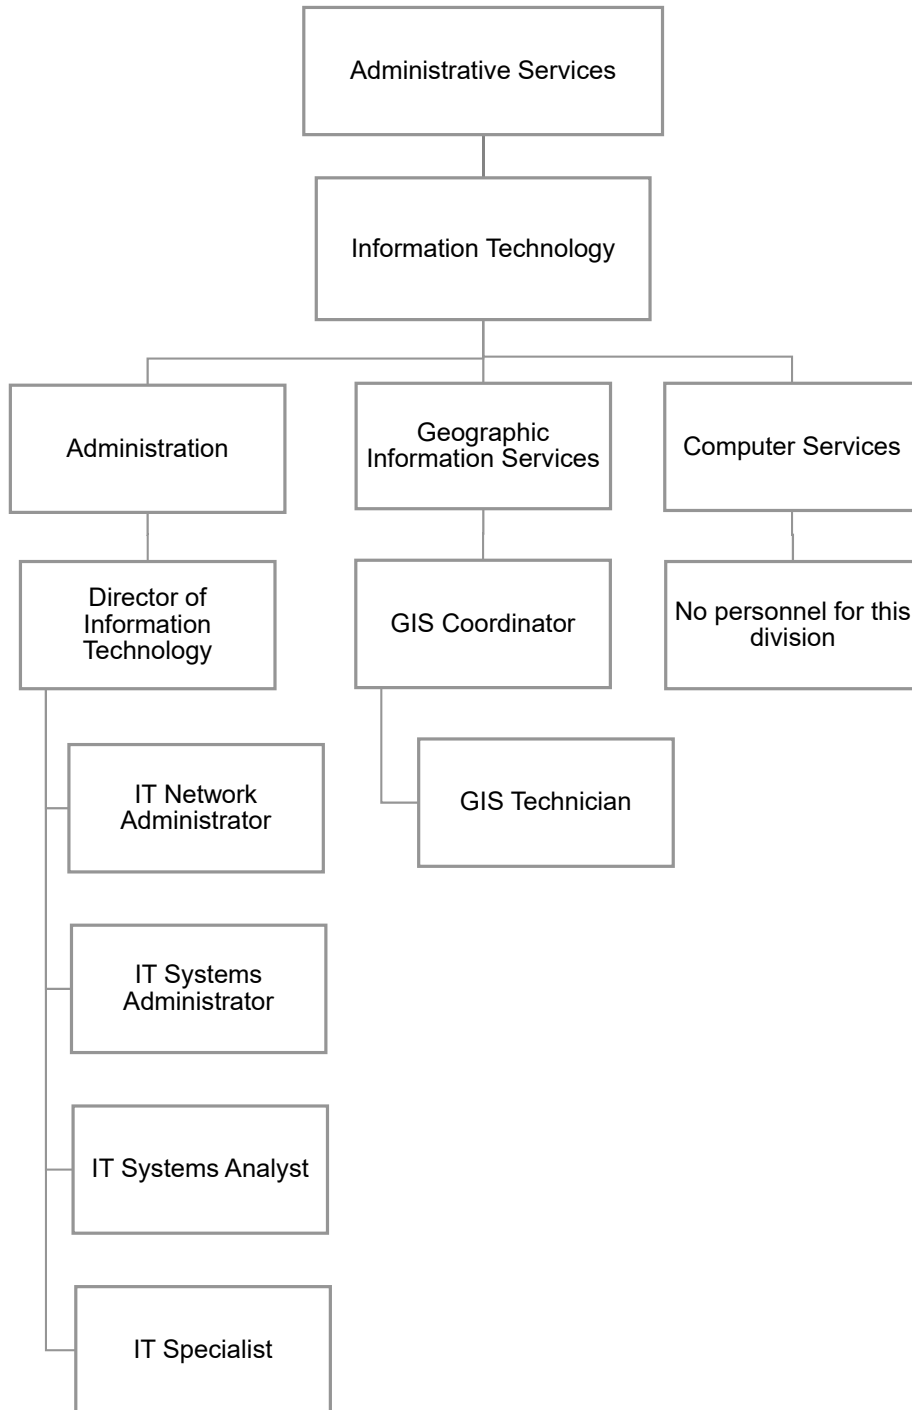 Administrative Services
Information Technology
Administration
Geographic
Information Services
Computer Services
Director of
Information
Technology
GIS Coordinator
No personnel for this
division
IT Network
Administrator
GIS Technician
IT Systems
Administrator
IT Systems Analyst
IT Specialist